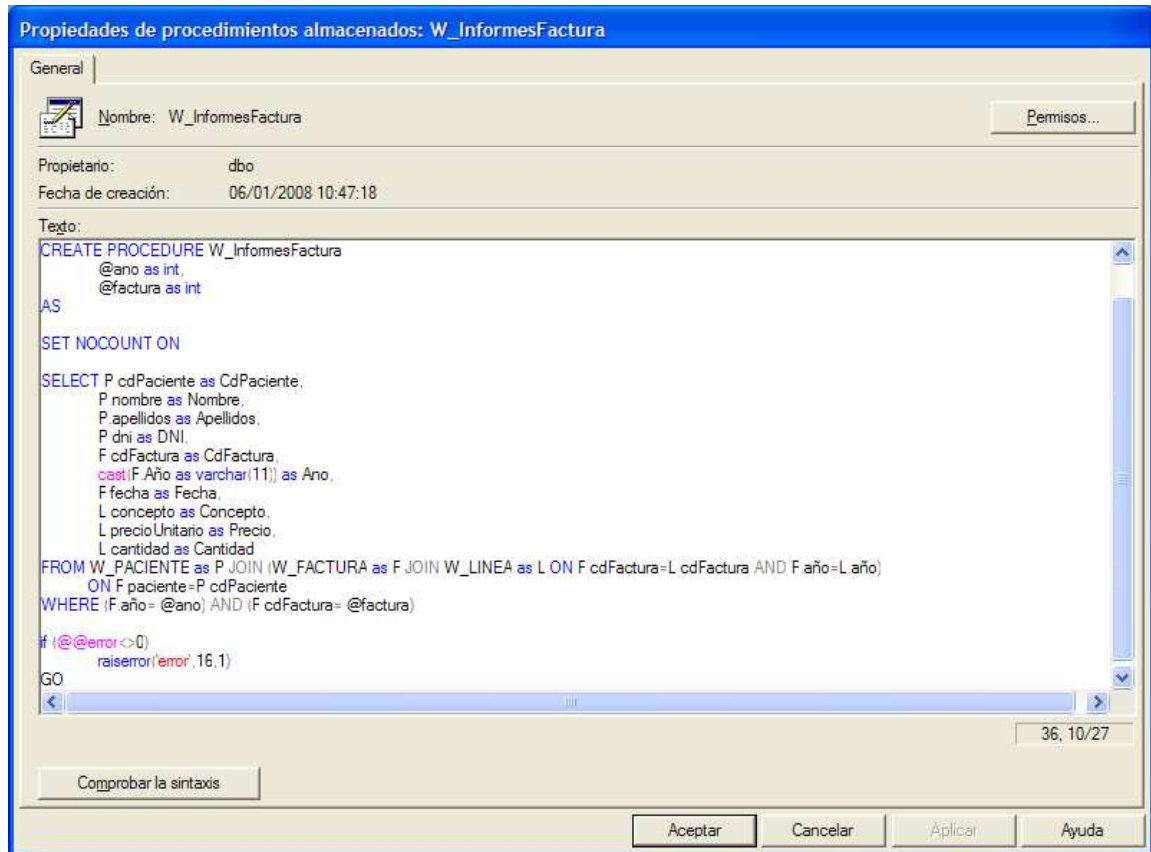 Propiedades de procedimientos almacenados: W_InformesFactura
General
Nombre: W_InformesFactura
Permisos...
Propietario: dbo
Fecha de creación: 06/01/2008 10:47:18
Texto:
CREATE PROCEDURE W_InformesFactura
@ano as int,
@factura as int
AS
SET NOCOUNT ON
SELECT P.cdPaciente as CdPaciente,
P.nombre as Nombre,
P.apellidos as Apellidos,
P.dni as DNI,
F.cdFactura as CdFactura,
cast(F.Año as varchar(11)) as Ano,
F.fecha as Fecha,
L.concepto as Concepto,
L.precioUnitario as Precio,
L.cantidad as Cantidad
FROM W_PACIENTE as P JOIN (W_FACTURA as F JOIN W_LINEA as L ON F.cdFactura=L.cdFactura AND F.año=L.año)
ON F.paciente=P.cdPaciente
WHERE (F.año= @ano) AND (F.cdFactura= @factura)
if (@@error<>0)
raiserror('error',16,1)
GO
36, 10/27
Comprobar la sintaxis
Aceptar Cancelar Aplicar Ayuda